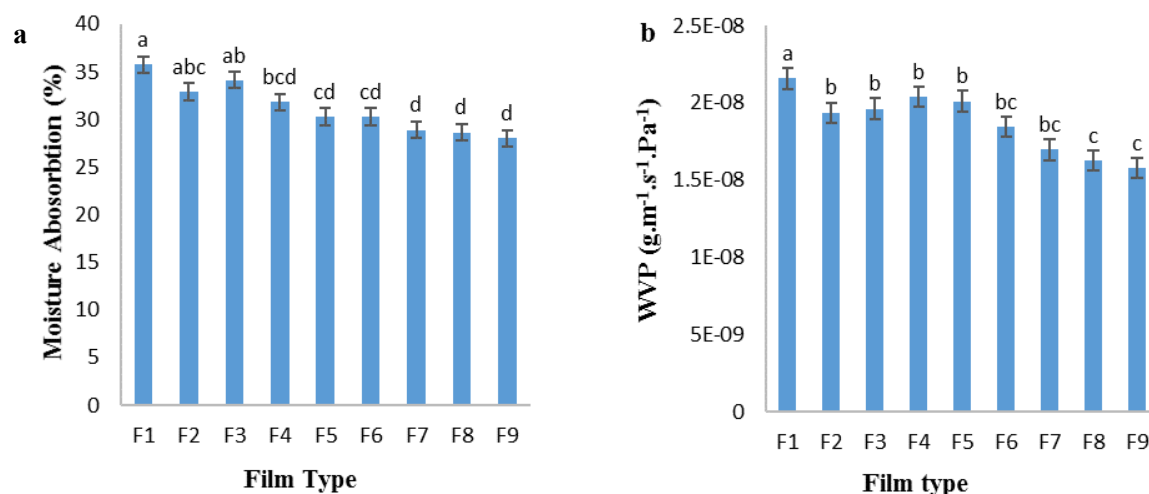 a
Moisture Abosorbtion (%)
40
35
30
25
20
15
10
5
0
a
abc
ab
bcd
cd
cd
d
d
d
F1 F2 F3 F4 F5 F6 F7 F8 F9
Film Type
b
WVP (g.m⁻¹.s⁻¹.Pa⁻¹)
2.5E-08
2E-08
1.5E-08
1E-08
5E-09
0
a
b
b
b
b
bc
bc
c
c
F1 F2 F3 F4 F5 F6 F7 F8 F9
Film type